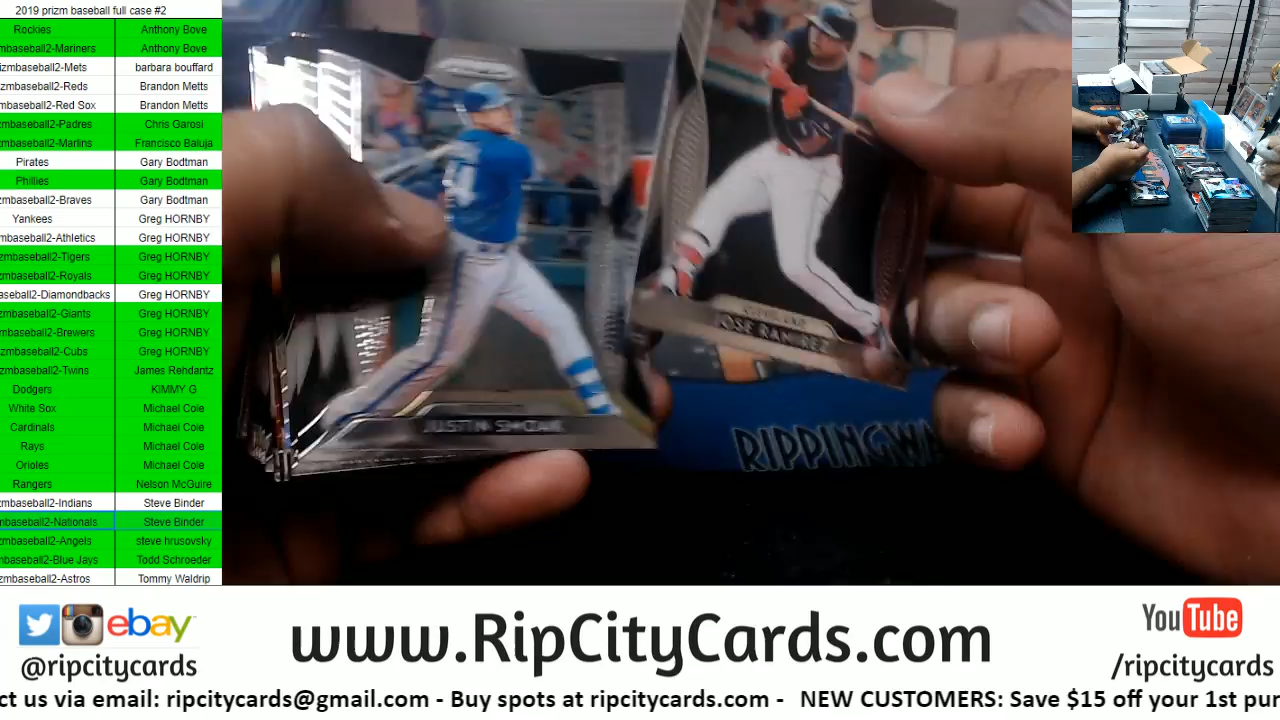 2019 prizm baseball full case #2
Rockies Anthony Bove
mbaseball2-Mariners Anthony Bove
izmbaseball2-Mets barbara bouffard
zmbaseball2-Reds Brandon Metts
mbaseball2-Red Sox Brandon Metts
zmbaseball2-Padres Chris Garosi
mbaseball2-Marlins Francisco Baluja
Pirates Gary Bodtman
Phillies Gary Bodtman
mbaseball2-Braves Gary Bodtman
Yankees Greg HORNBY
mbaseball2-Athletics Greg HORNBY
zmbaseball2-Tigers Greg HORNBY
zmbaseball2-Royals Greg HORNBY
aseball2-Diamondbacks Greg HORNBY
zmbaseball2-Giants Greg HORNBY
mbaseball2-Brewers Greg HORNBY
zmbaseball2-Cubs Greg HORNBY
zmbaseball2-Twins James Rehdantz
Dodgers KIMMY G
White Sox Michael Cole
Cardinals Michael Cole
Rays Michael Cole
Orioles Michael Cole
Rangers Nelson McGuire
mbaseball2-Indians Steve Binder
mbaseball2-Nationals Steve Binder
zmbaseball2-Angels steve hrusovsky
mbaseball2-Blue Jays Todd Schroeder
zmbaseball2-Astros Tommy Waldrip
JOSE RAMIREZ
JUSTIN SMOAK
RIPPINGWA
ebay
@ripcitycards
www.RipCityCards.com
YouTube
/ripcitycards
ct us via email: ripcitycards@gmail.com - Buy spots at ripcitycards.com - NEW CUSTOMERS: Save $15 off your 1st pur